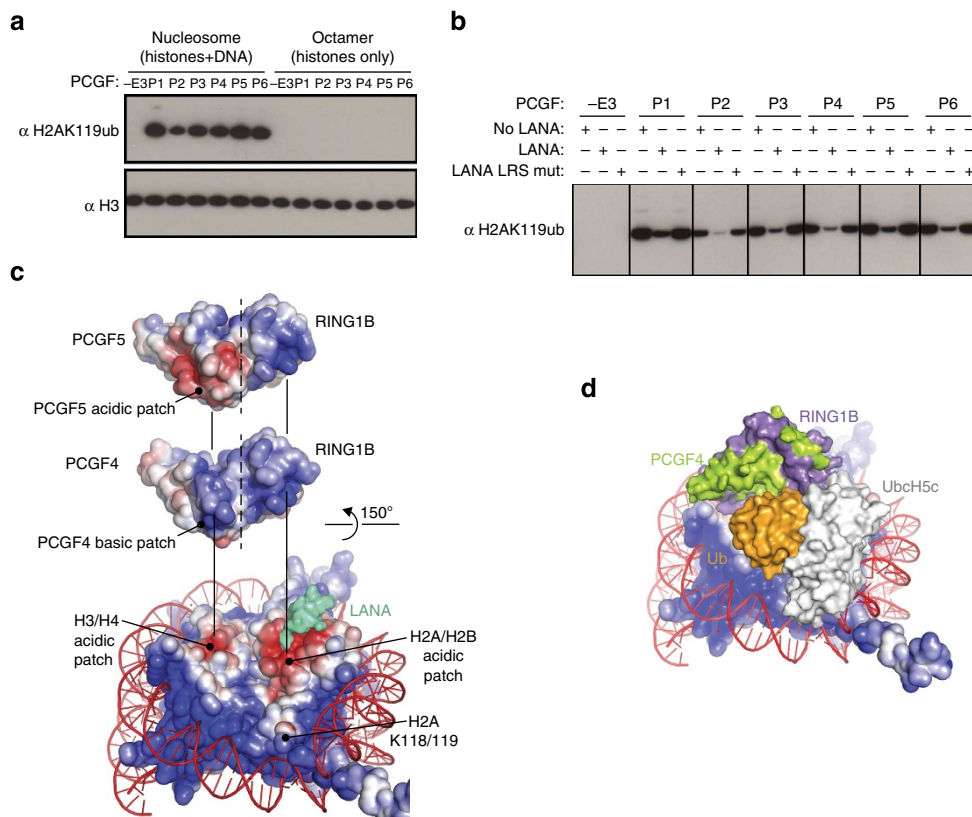 a
Nucleosome
(histones+DNA)
Octamer
(histones only)
PCGF: –E3 P1 P2 P3 P4 P5 P6 –E3 P1 P2 P3 P4 P5 P6
α H2AK119ub
α H3
b
PCGF: –E3 P1 P2 P3 P4 P5 P6
No LANA: + – – + – – + – – + – – + – – + – – + – –
LANA: – + – – + – – + – – + – – + – – + – – + –
LANA LRS mut: – – + – – + – – + – – + – – + – – + – – +
α H2AK119ub
c
PCGF5
RING1B
PCGF5 acidic patch
PCGF4
RING1B
PCGF4 basic patch
150°
LANA
H3/H4
acidic
patch
H2A/H2B
acidic
patch
H2A
K118/119
d
RING1B
PCGF4
UbcH5c
Ub